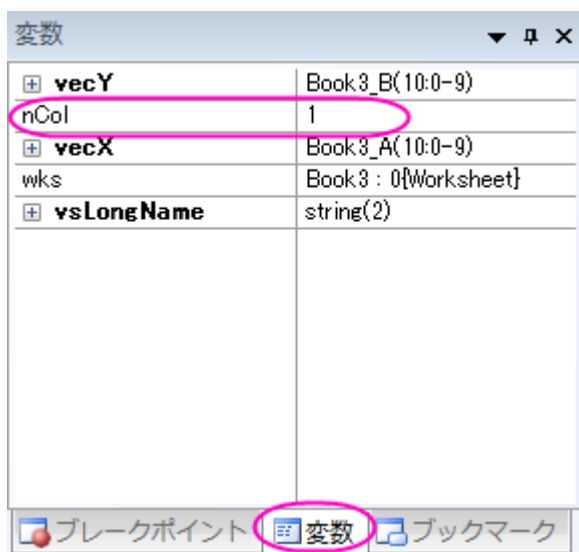 変数
vecY Book3_B(10:0-9)
nCol 1
vecX Book3_A(10:0-9)
wks Book3 : 0{Worksheet}
vsLongName string(2)
ブレークポイント 変数 ブックマーク